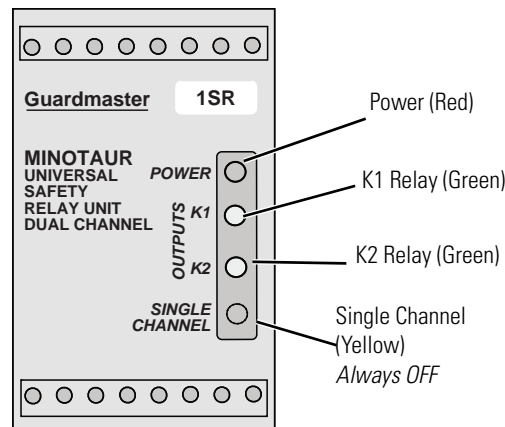 Guardmaster 1SR
MINOTAUR
UNIVERSAL
SAFETY
RELAY UNIT
DUAL CHANNEL
POWER
OUTPUTS
K1
K2
SINGLE
CHANNEL
Power (Red)
K1 Relay (Green)
K2 Relay (Green)
Single Channel
(Yellow)
Always OFF